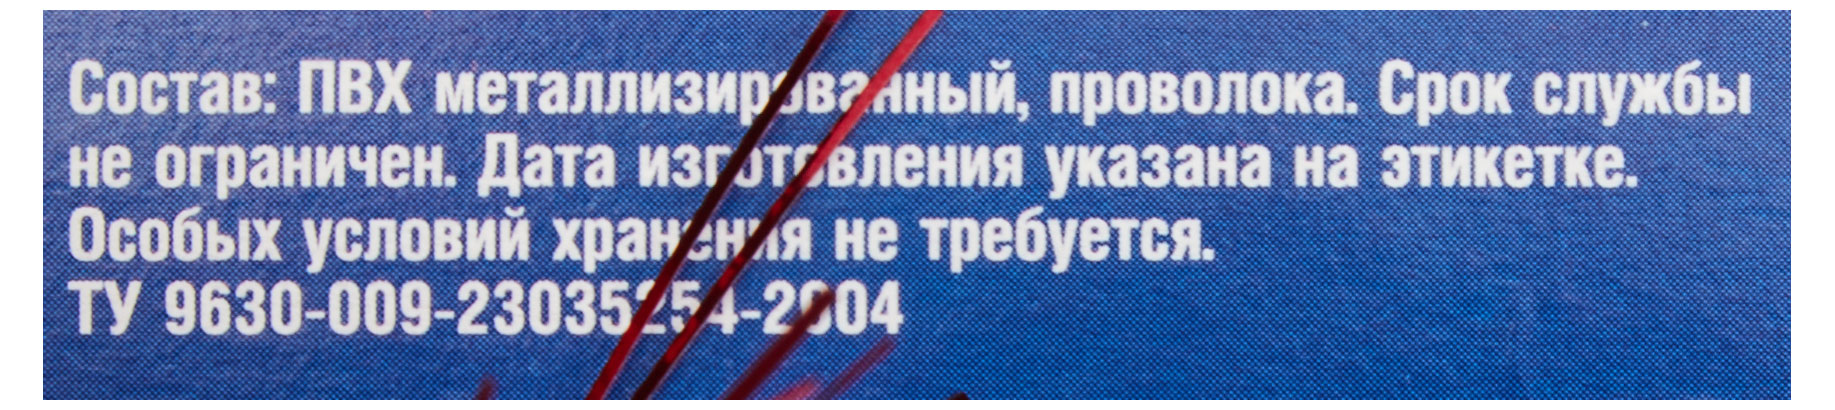 Состав: ПВХ металлизированный, проволока. Срок службы
не ограничен. Дата изготовления указана на этикетке.
Особых условий хранения не требуется.
ТУ 9630-009-23035254-2004